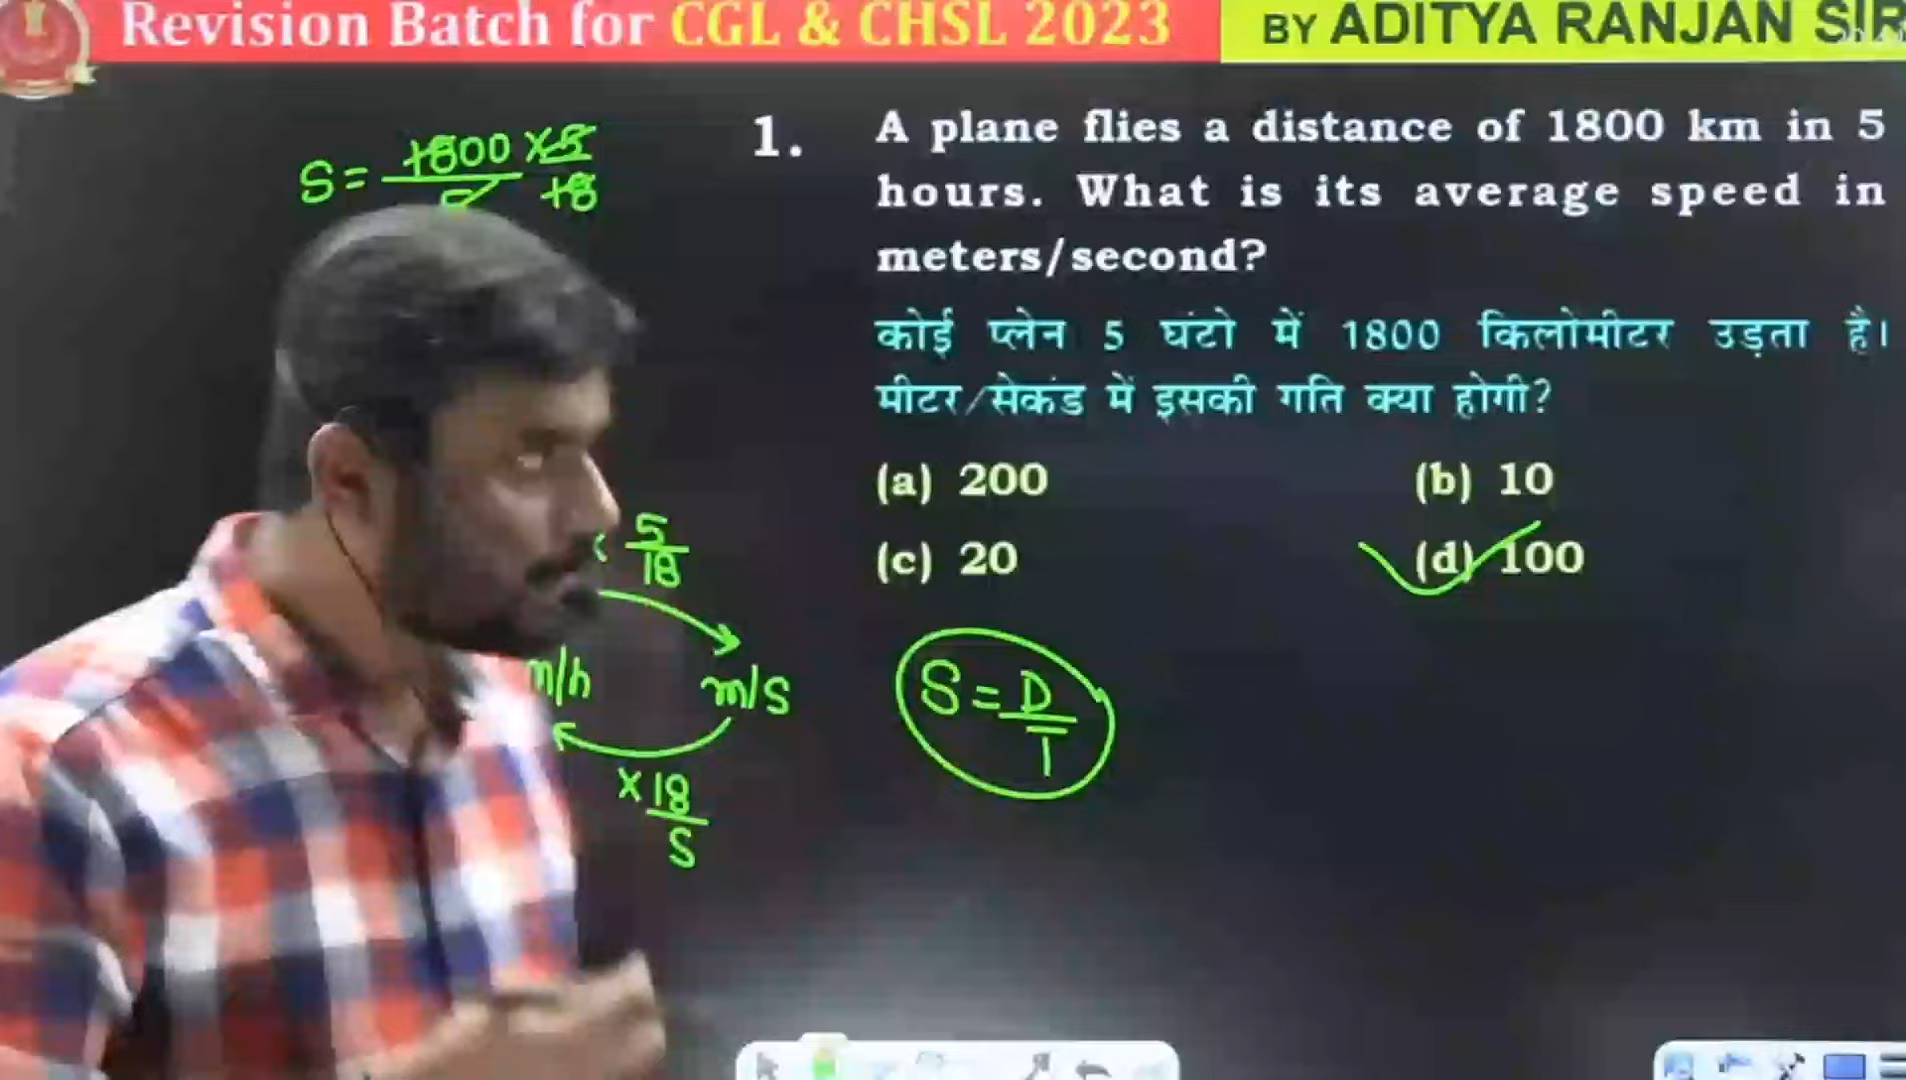 Revision Batch for CGL & CHSL 2023
BY ADITYA RANJAN SIR
S = 1800 × 5
5 18
1. A plane flies a distance of 1800 km in 5
hours. What is its average speed in
meters/second?
कोई प्लेन 5 घंटो में 1800 किलोमीटर उड़ता है।
मीटर/सेकंड में इसकी गति क्या होगी?
(a) 200
(b) 10
(c) 20
(d) 100
5
18
m/h m/s
× 18
5
S = D
T